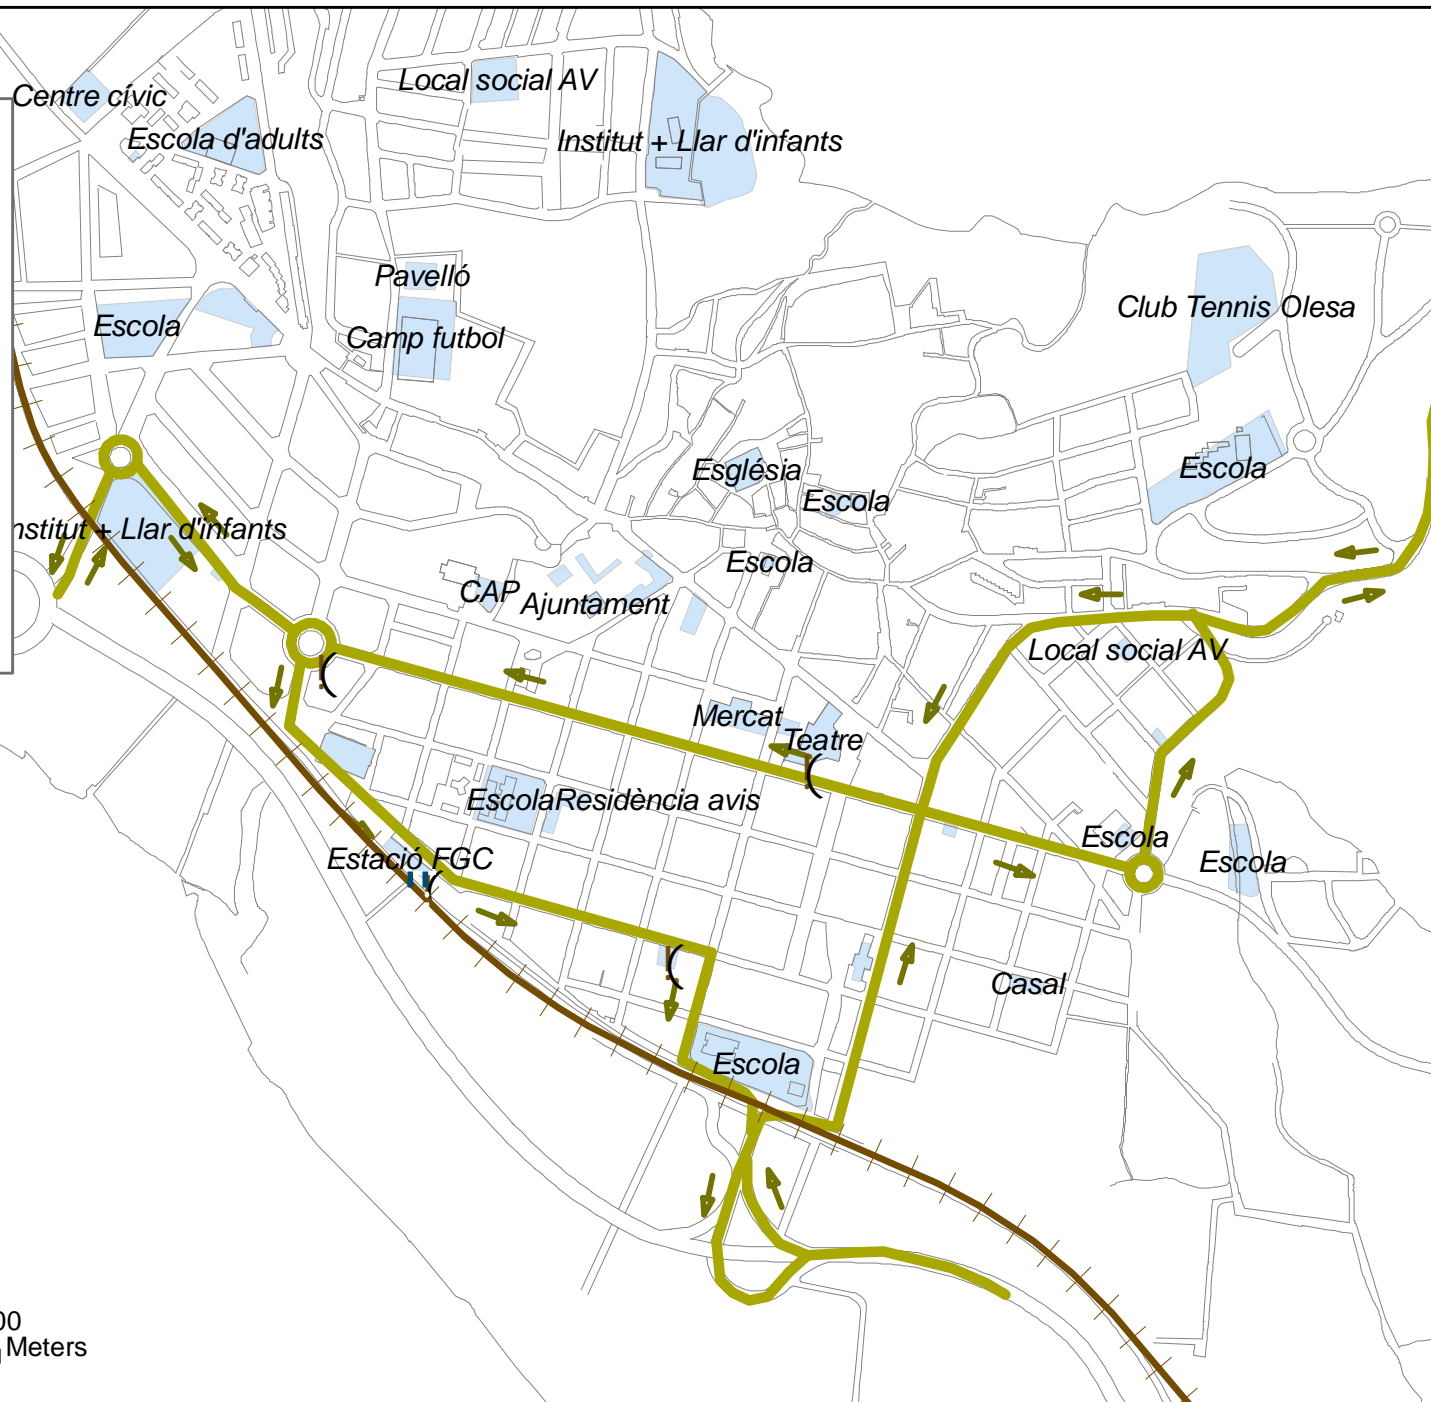 Local social AV
Centre cívic
Escola d'adults
Institut + Llar d'infants
Pavelló
Club Tennis Olesa
Escola
Camp futbol
Església
Escola
Escola
nstitut + Llar d'infants
Escola
CAP
Ajuntament
Local social AV
Mercat
Teatre
Escola
Residència avis
Escola
Estació FGC
Escola
Casal
Escola
00
Meters